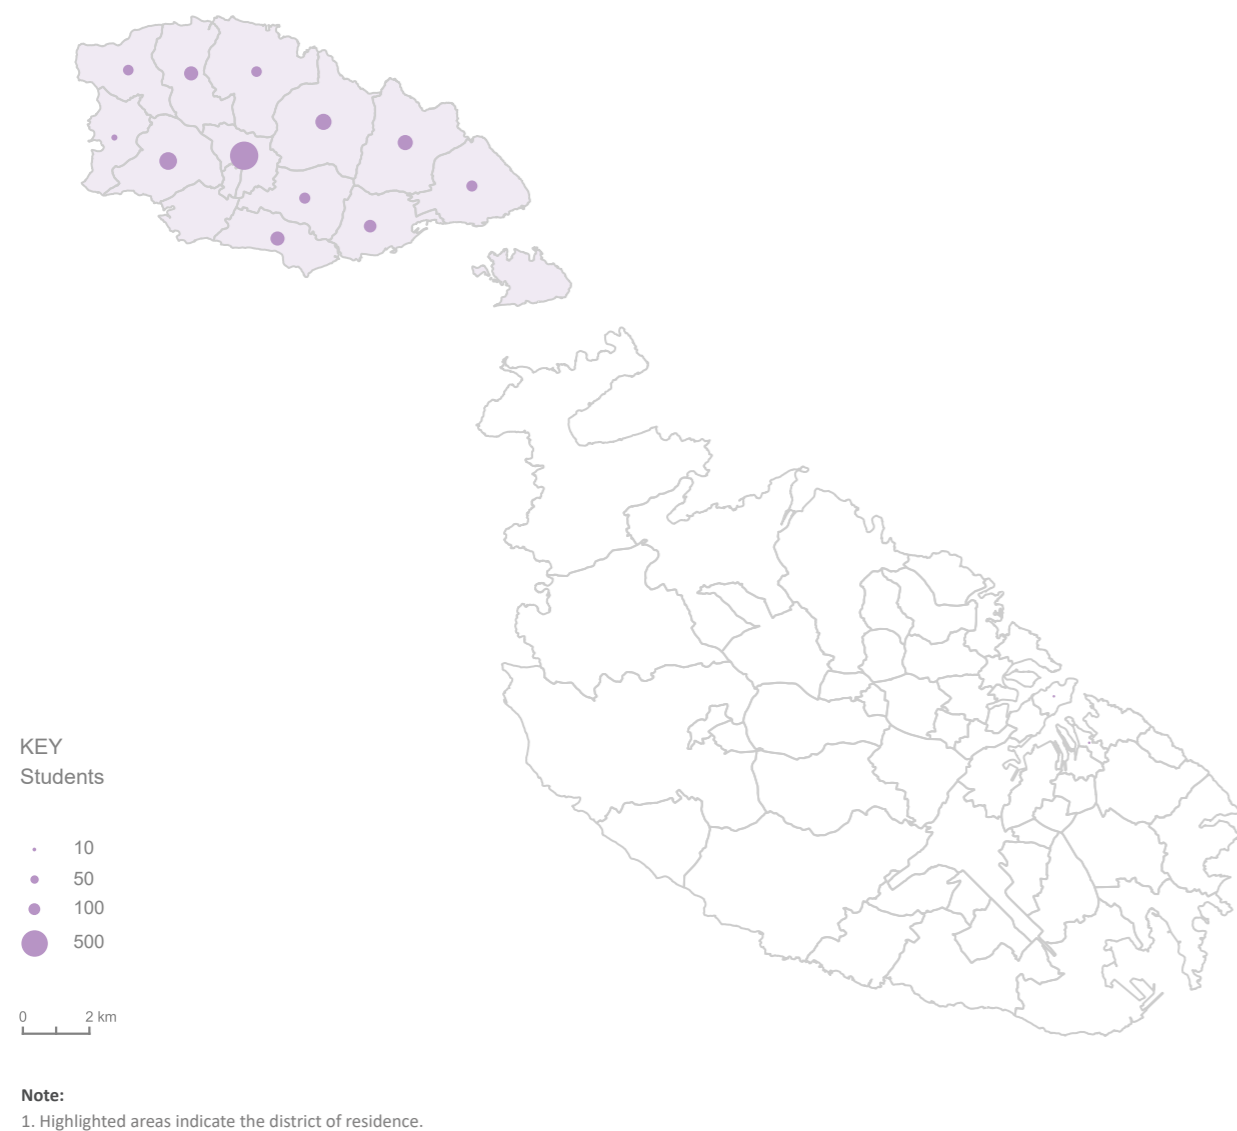 KEY
Students
10
50
100
500
0 2 km
Note:
1. Highlighted areas indicate the district of residence.